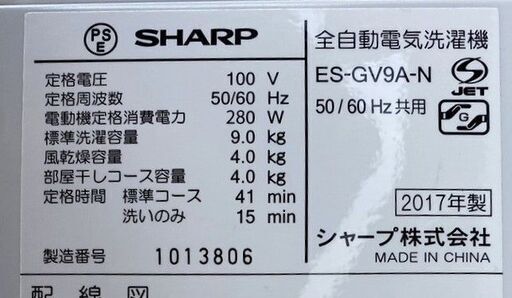 PS E SHARP
全自動電気洗濯機
ES-GV9A-N
S JET
50/60Hz共用
G
定格電圧 100 V
定格周波数 50/60 Hz
電動機定格消費電力 280 W
標準洗濯容量 9.0 kg
風乾燥容量 4.0 kg
部屋干しコース容量 4.0 kg
定格時間 標準コース 41 min
洗いのみ 15 min
製造番号 1013806
2017年製
シャープ株式会社
MADE IN CHINA
配線図